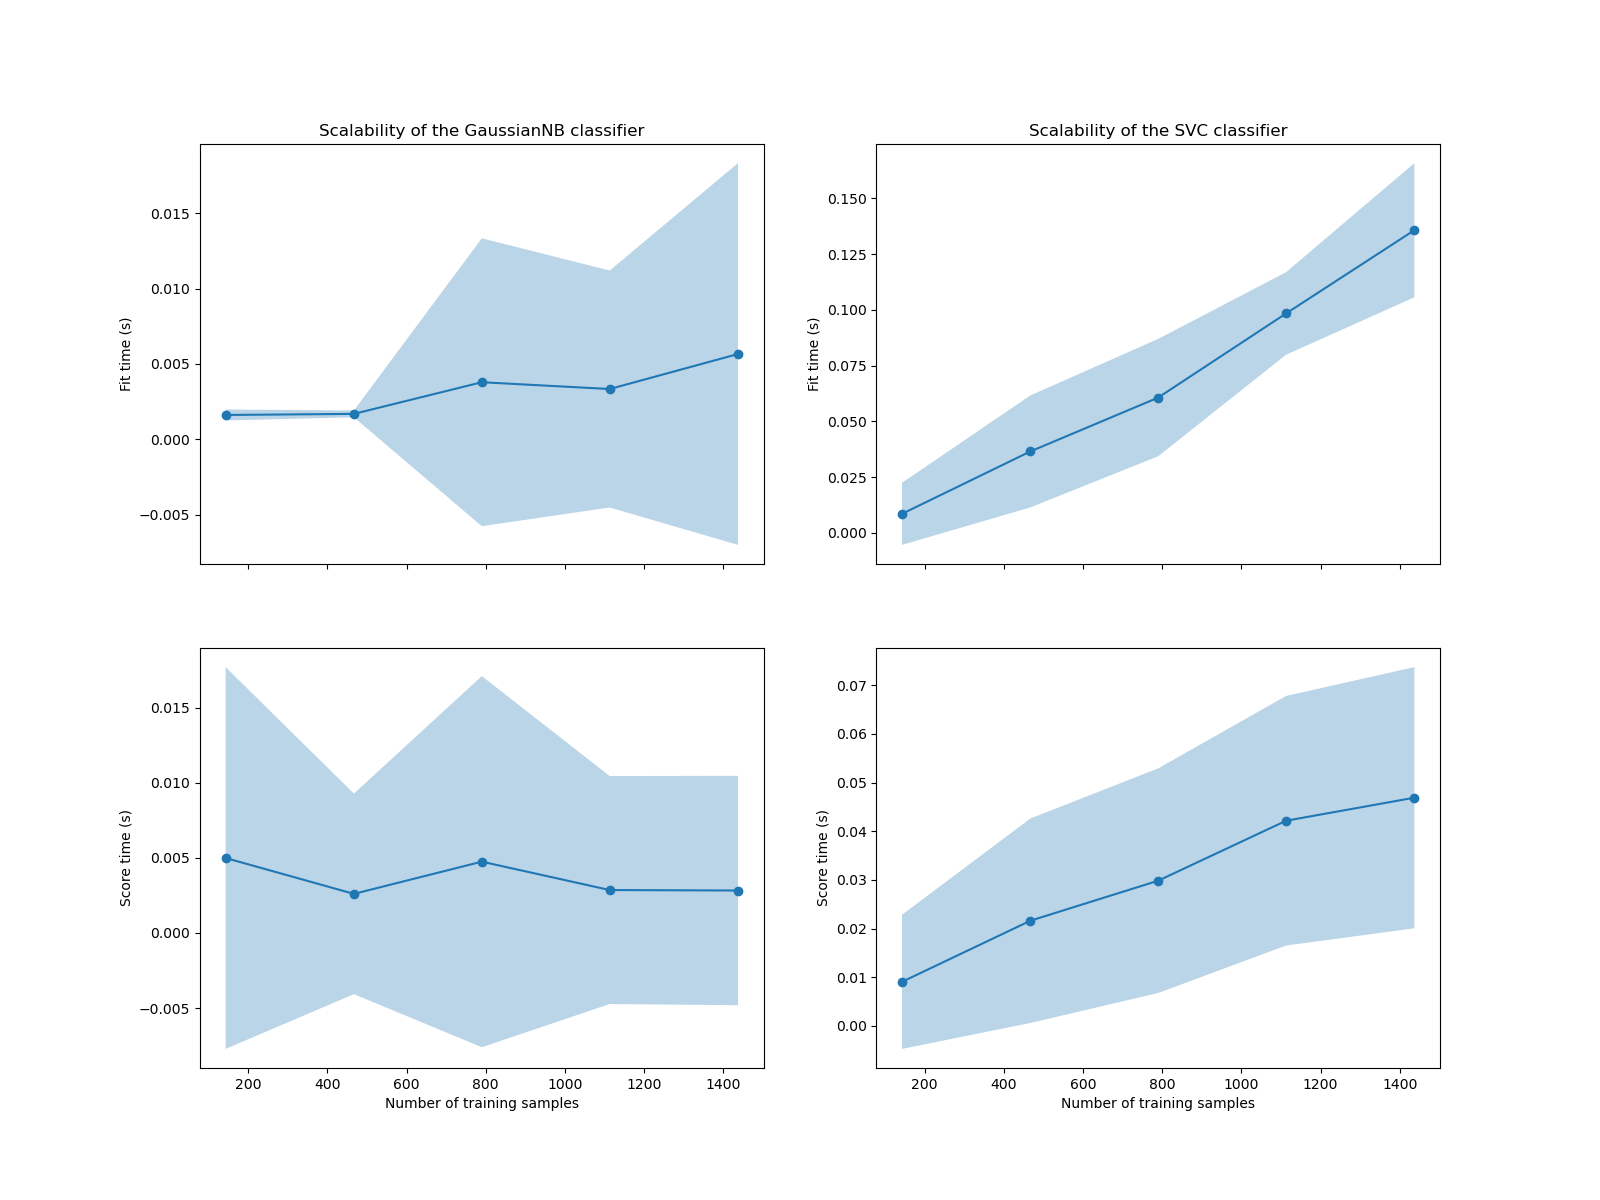 Scalability of the GaussianNB classifier
0.015
0.010
0.005
0.000
−0.005
Fit time (s)
Scalability of the SVC classifier
0.150
0.125
0.100
0.075
0.050
0.025
0.000
Fit time (s)
0.015
0.010
0.005
0.000
−0.005
Score time (s)
200 400 600 800 1000 1200 1400
Number of training samples
0.07
0.06
0.05
0.04
0.03
0.02
0.01
0.00
Score time (s)
200 400 600 800 1000 1200 1400
Number of training samples